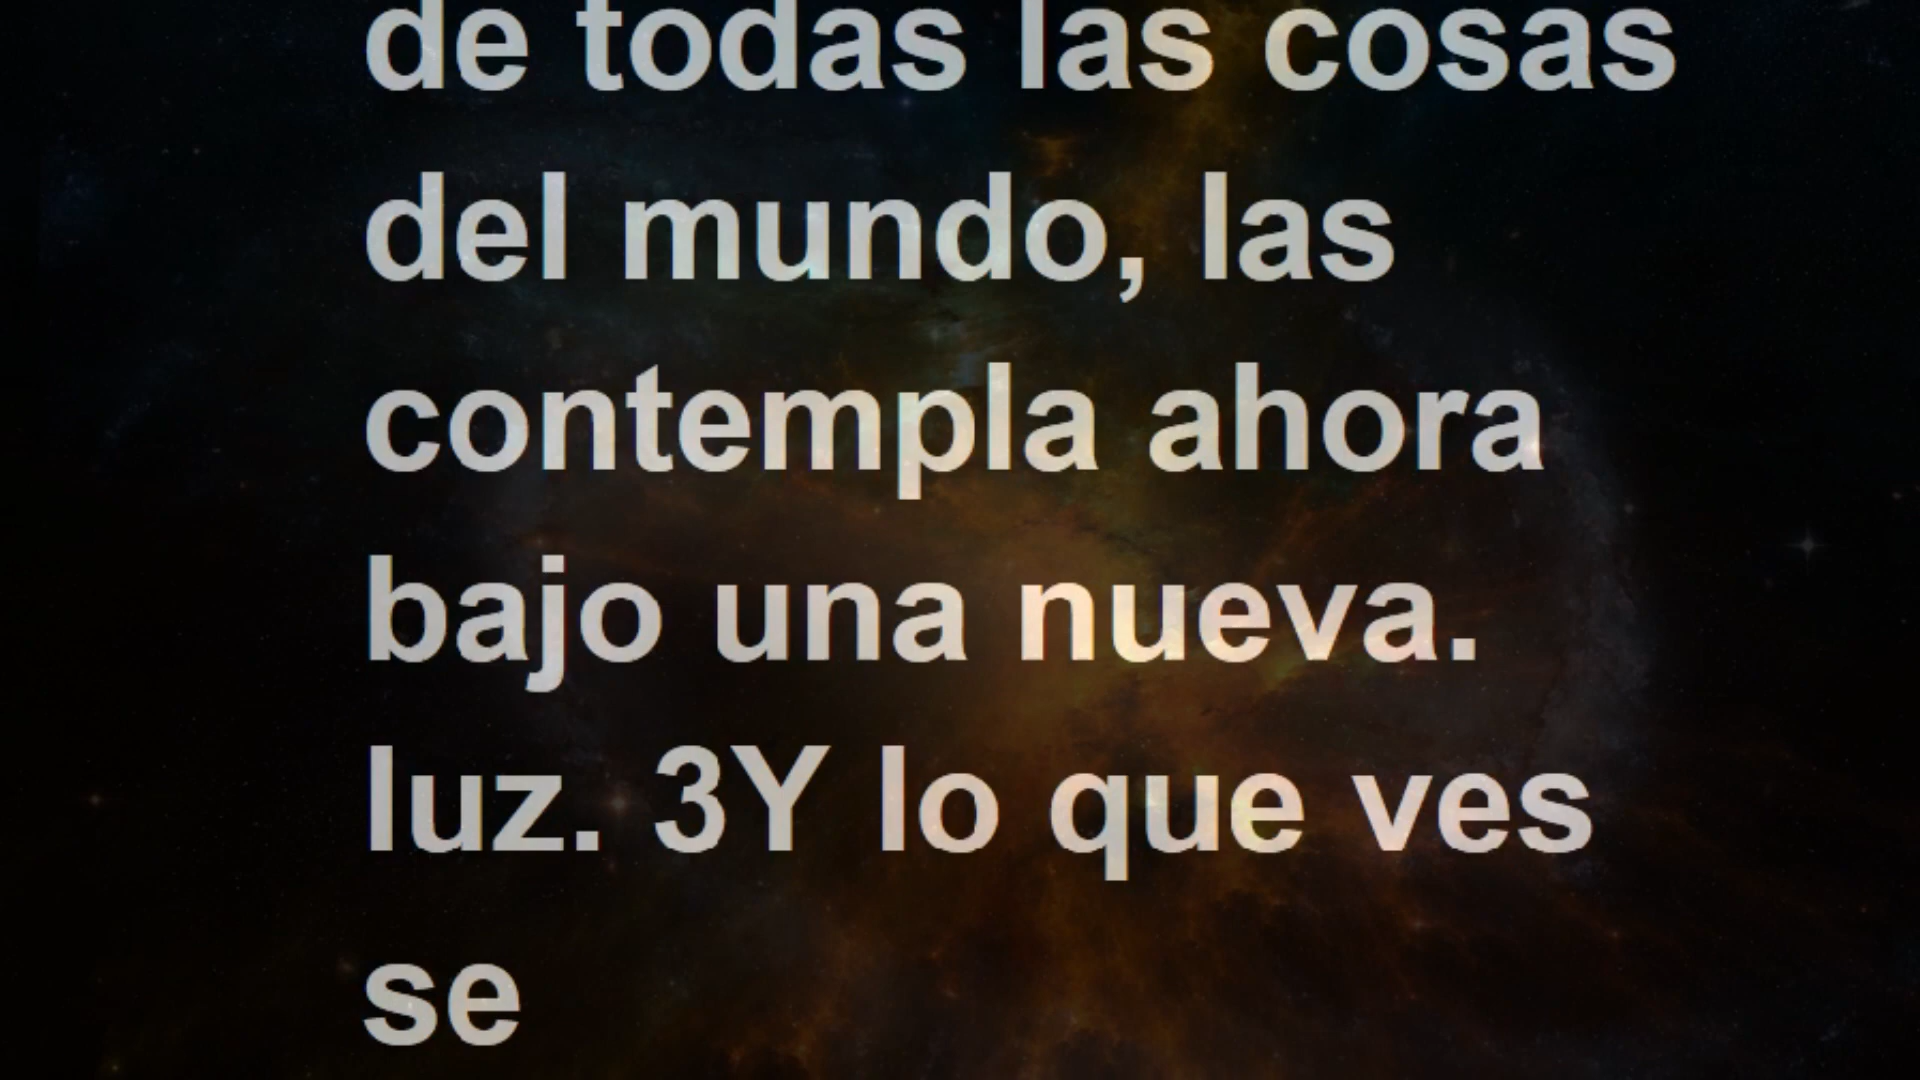 de todas las cosas
del mundo, las
contempla ahora
bajo una nueva.
luz. 3Y lo que ves
se